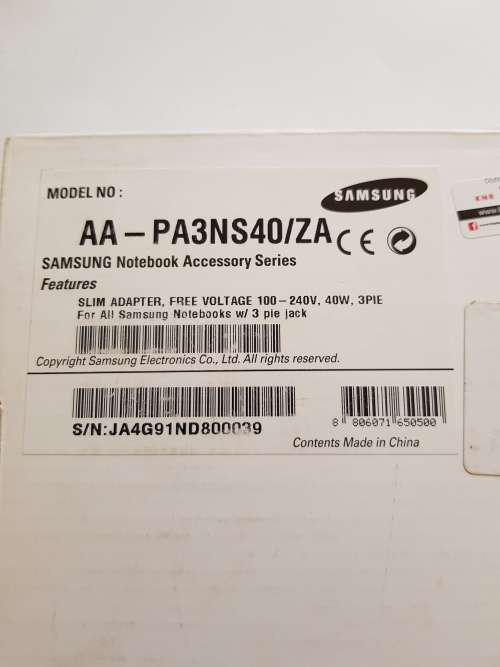 MODEL NO :
SAMSUNG
AA – PA3NS40/ZA CE
SAMSUNG Notebook Accessory Series
Features
SLIM ADAPTER, FREE VOLTAGE 100–240V, 40W, 3PIE
For All Samsung Notebooks w/ 3 pie jack
Copyright Samsung Electronics Co., Ltd. All rights reserved.
S/N:JA4G91ND800039
8 806071 650500
Contents Made in China